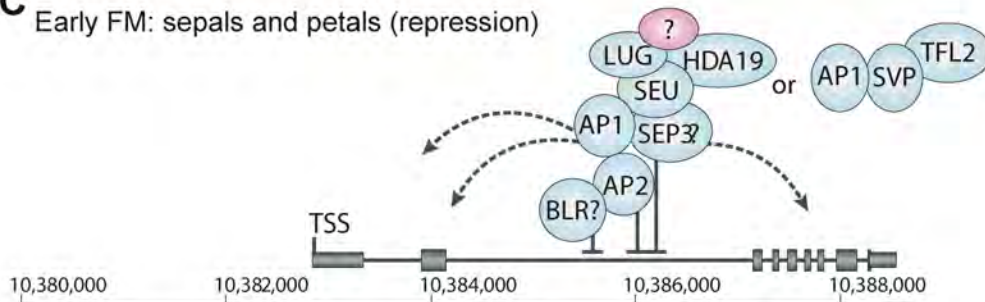 C
Early FM: sepals and petals (repression)
?
LUG HDA19
SEU
AP1 SEP3?
or
AP1 SVP TFL2
AP2
BLR?
TSS
10,380,000 10,382,000 10,384,000 10,386,000 10,388,000